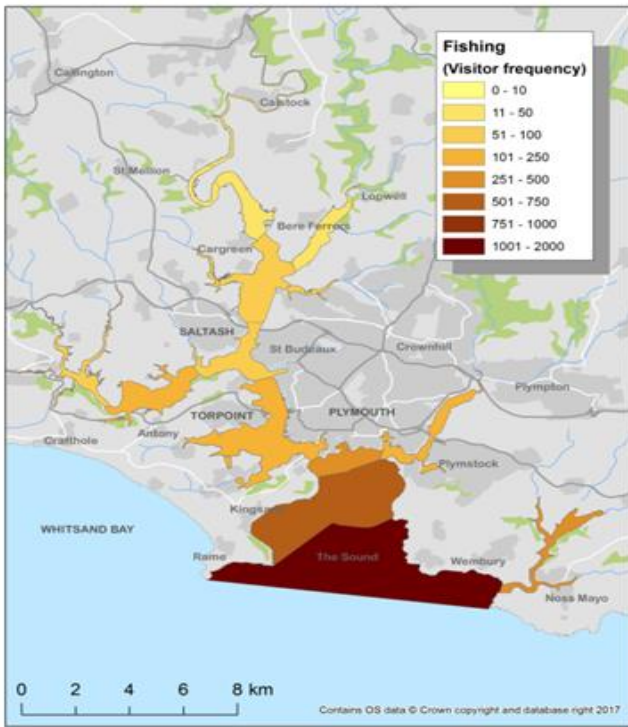 Fishing
(Visitor frequency)
0 - 10
11 - 50
51 - 100
101 - 250
251 - 500
501 - 750
751 - 1000
1001 - 2000
Callington
Calstock
St Mellion
Lopwell
Bere Ferrers
Cargreen
SALTASH
St Budeaux
Crownhill
Plympton
TORPOINT
PLYMOUTH
Antony
Crafthole
Plymstock
WHITSAND BAY
Kingsa
Rame
The Sound
Wembury
Noss Mayo
0 2 4 8 km
Contains OS data © Crown copyright and database right 2017